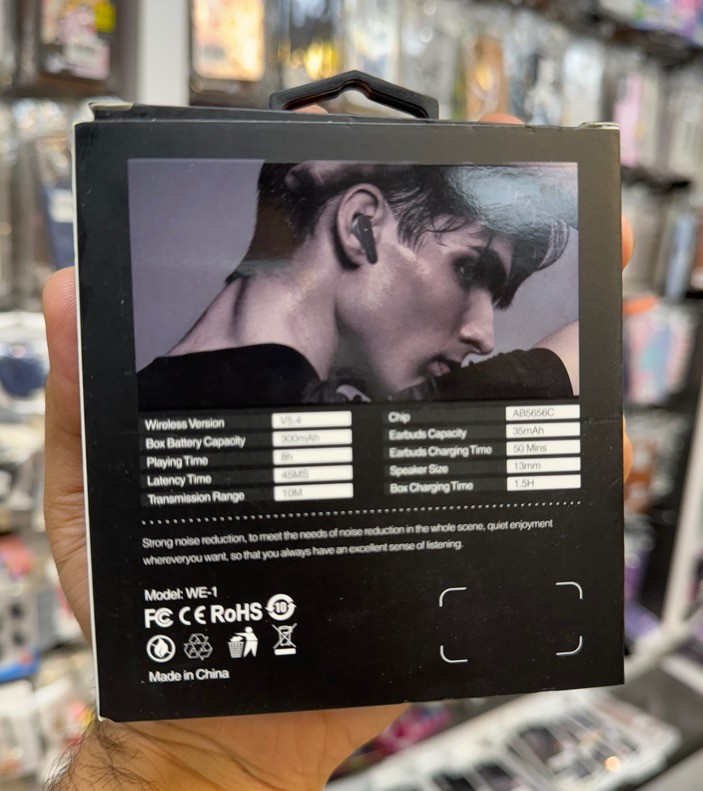 Wireless Version V5.4
Box Battery Capacity 300mAh
Playing Time 8h
Latency Time 45MS
Transmission Range 10M
Chip AB5656C
Earbuds Capacity 35mAh
Earbuds Charging Time 50 Mins
Speaker Size 13mm
Box Charging Time 1.5H
Strong noise reduction, to meet the needs of noise reduction in the whole scene, quiet enjoyment
whereveryou want, so that you always have an excellent sense of listening.
Model: WE-1
FC CE RoHS 10
Made in China